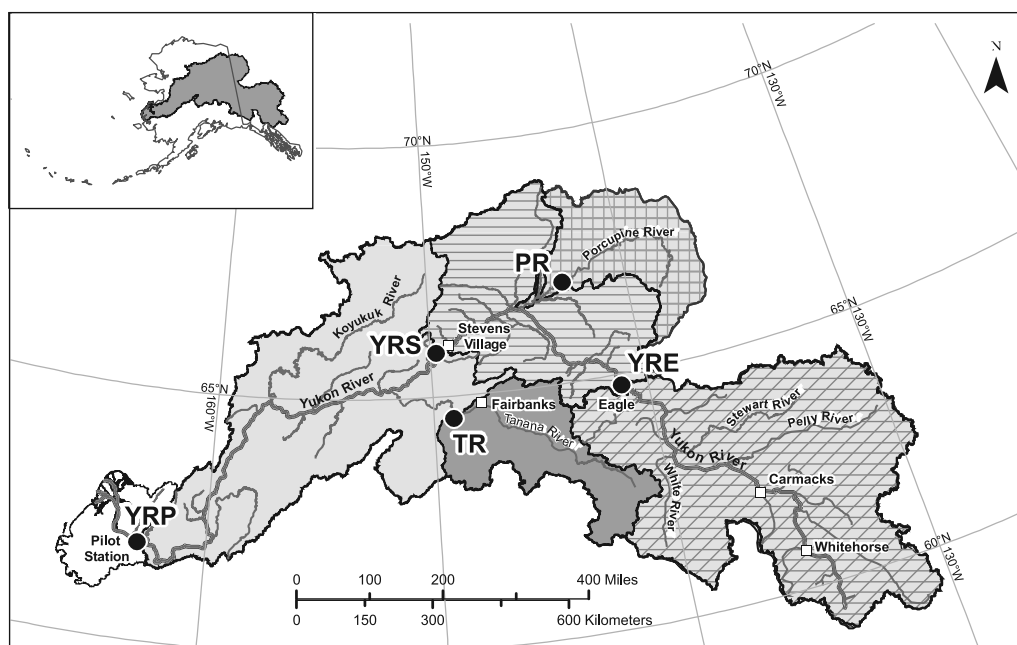 N
70°N
130°W
70°N
150°W
Porcupine River
PR
Koyukuk River
65°N
130°W
Stevens
Village
YRS
YRE
Yukon River
65°N
160°W
Eagle
Fairbanks
Stewart River
Tanana River
TR
Pelly River
Yukon River
White River
Carmacks
YRP
Pilot
Station
Whitehorse
60°N
130°W
0 100 200 400 Miles
0 150 300 600 Kilometers